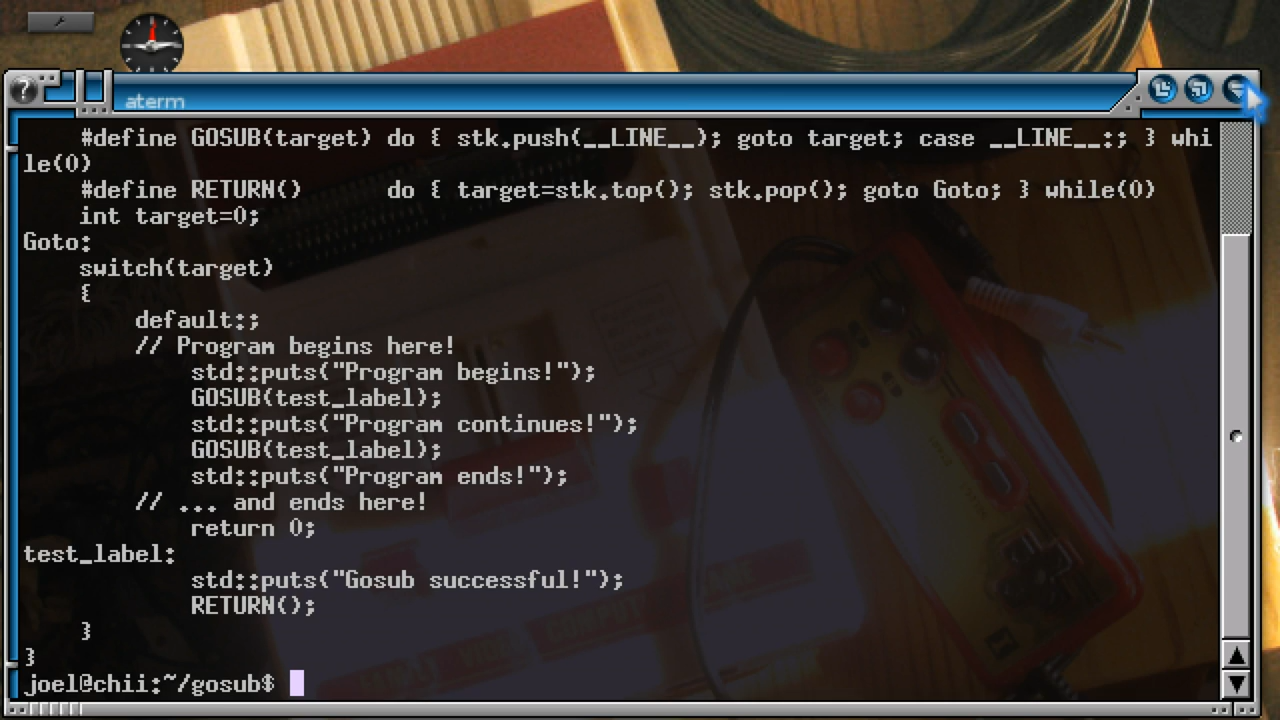 aterm
    #define GOSUB(target) do { stk.push(__LINE__); goto target; case __LINE__:; } whi
le(0)
    #define RETURN()      do { target=stk.top(); stk.pop(); goto Goto; } while(0)
    int target=0;
Goto:
    switch(target)
    {
        default:;
        // Program begins here!
            std::puts("Program begins!");
            GOSUB(test_label);
            std::puts("Program continues!");
            GOSUB(test_label);
            std::puts("Program ends!");
        // ... and ends here!
            return 0;
test_label:
            std::puts("Gosub successful!");
            RETURN();
    }
}
joel@chii:~/gosub$